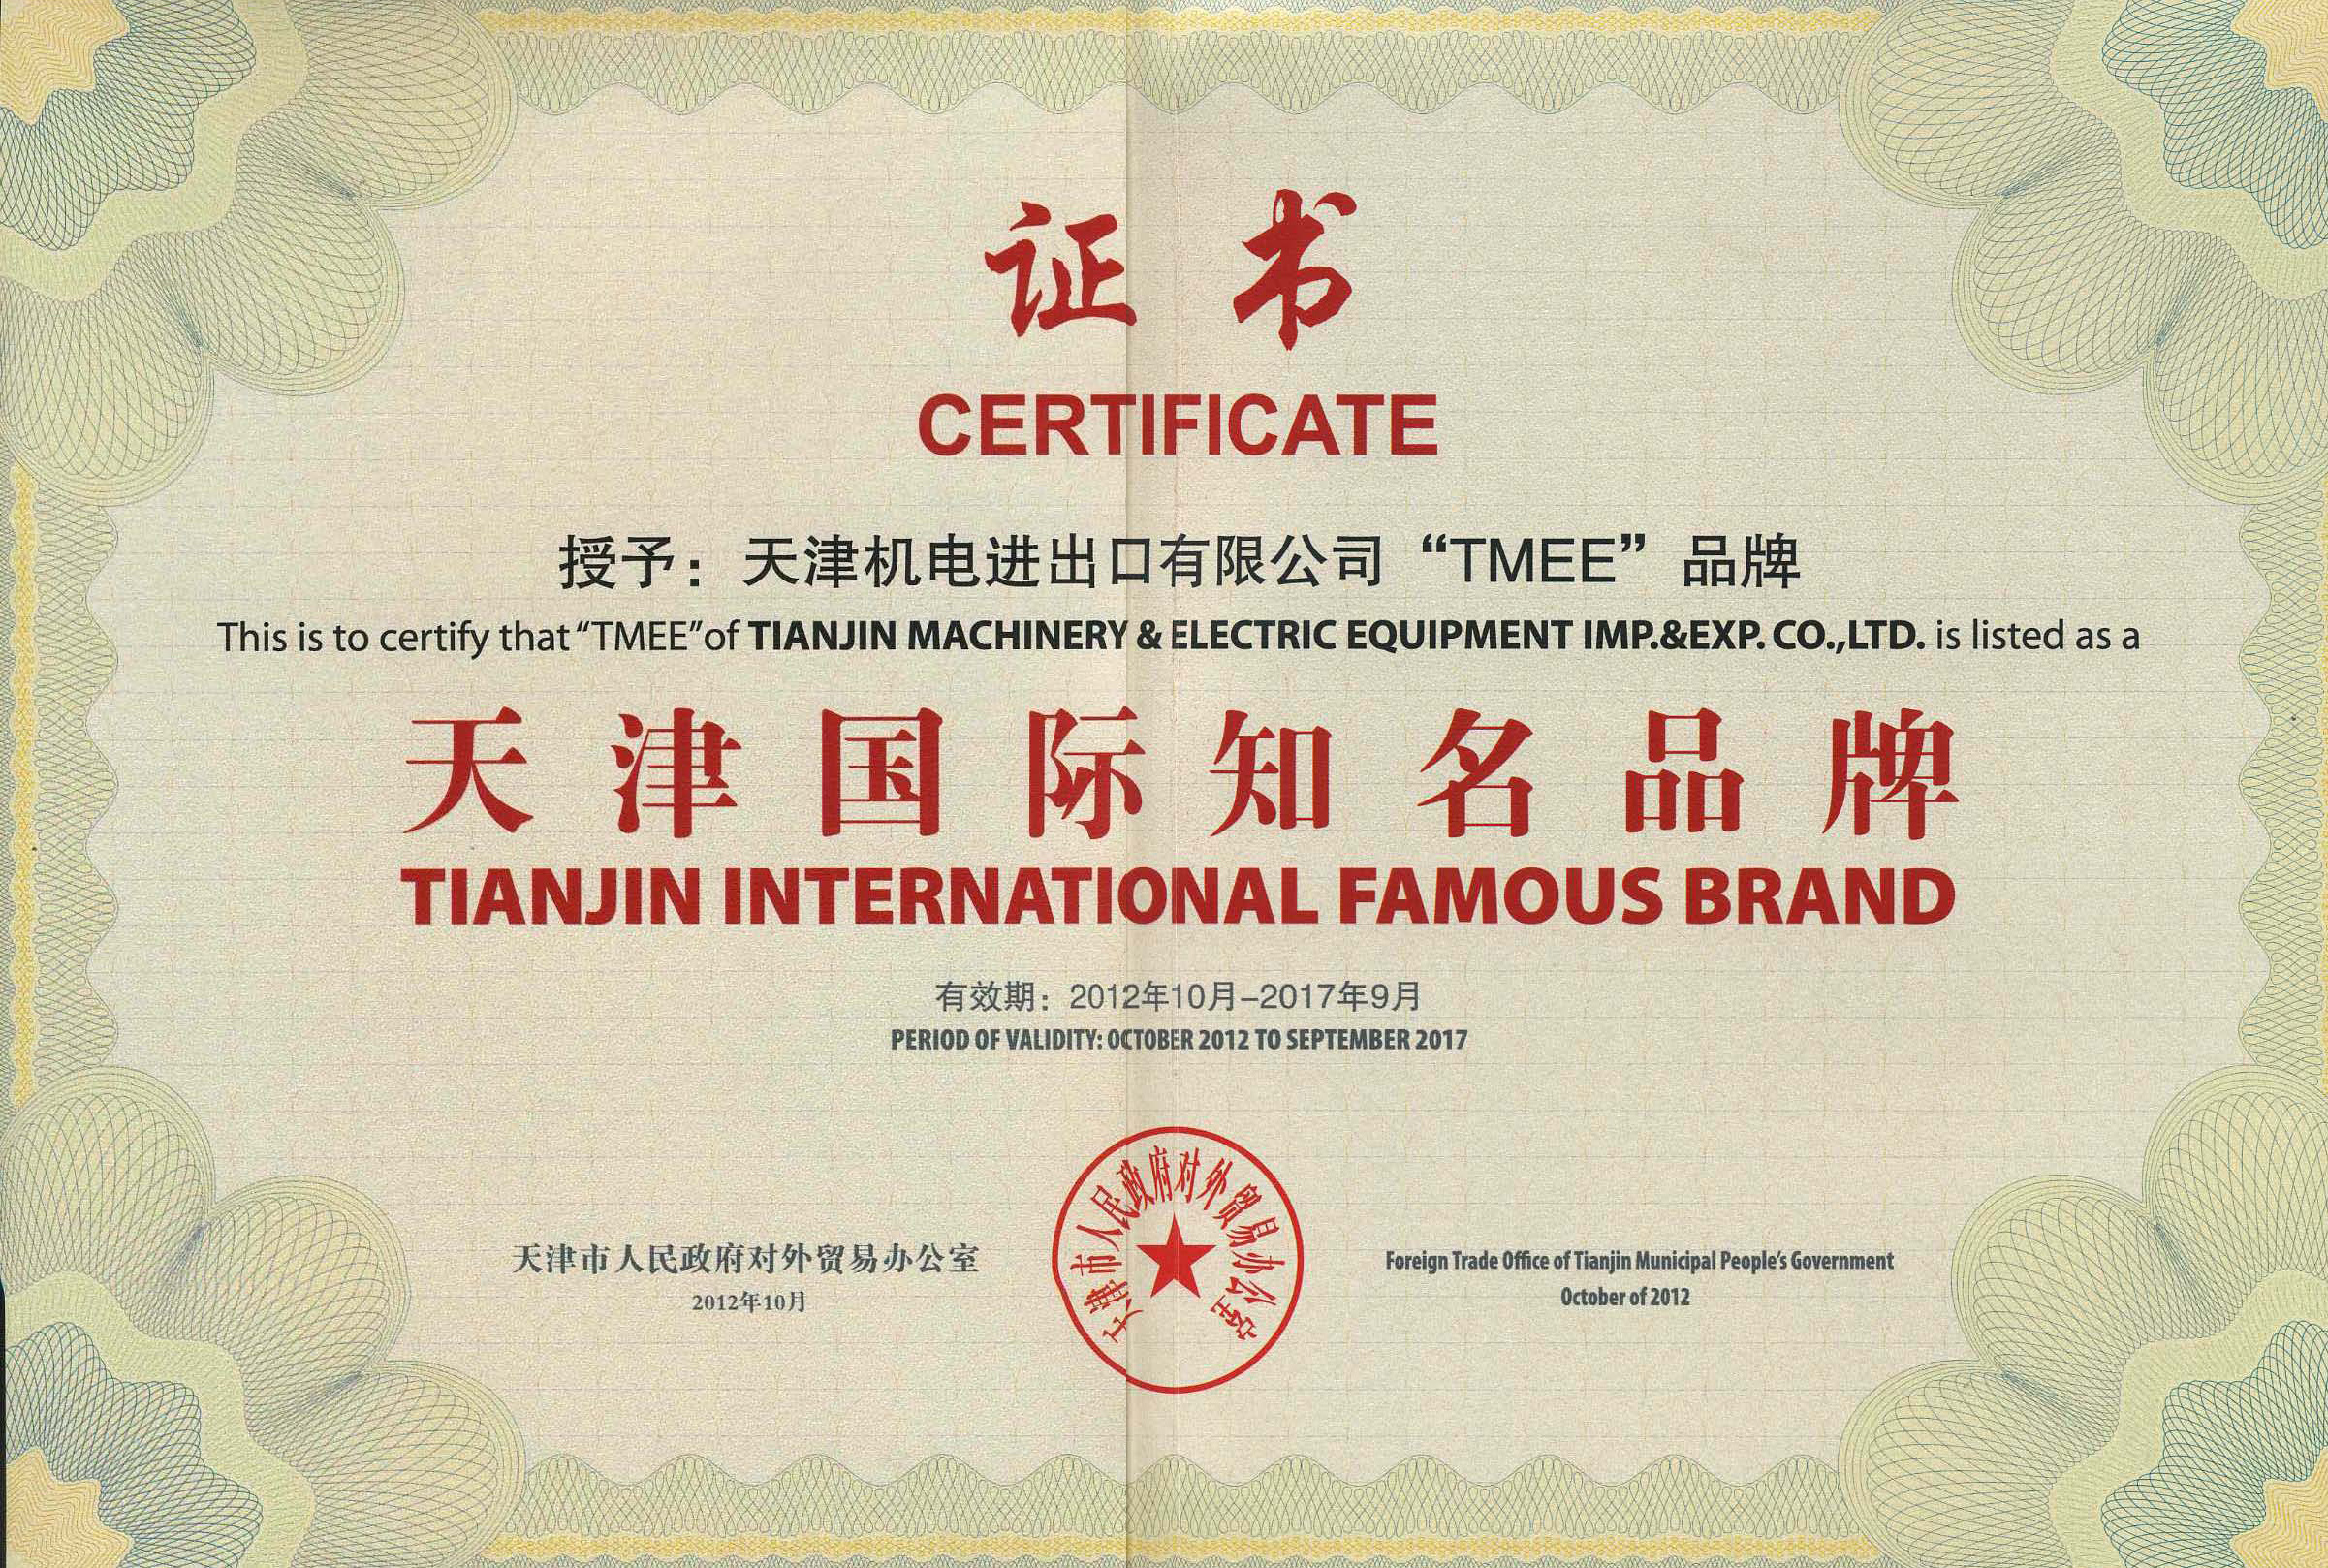 证书
CERTIFICATE
授予：天津机电进出口有限公司“TMEE”品牌
This is to certify that “TMEE” of TIANJIN MACHINERY & ELECTRIC EQUIPMENT IMP.&EXP. CO.,LTD. is listed as a
天津国际知名品牌
TIANJIN INTERNATIONAL FAMOUS BRAND
有效期：2012年10月-2017年9月
PERIOD OF VALIDITY: OCTOBER 2012 TO SEPTEMBER 2017
天津市人民政府对外贸易办公室
天津市人民政府对外贸易办公室
2012年10月
Foreign Trade Office of Tianjin Municipal People's Government
October of 2012